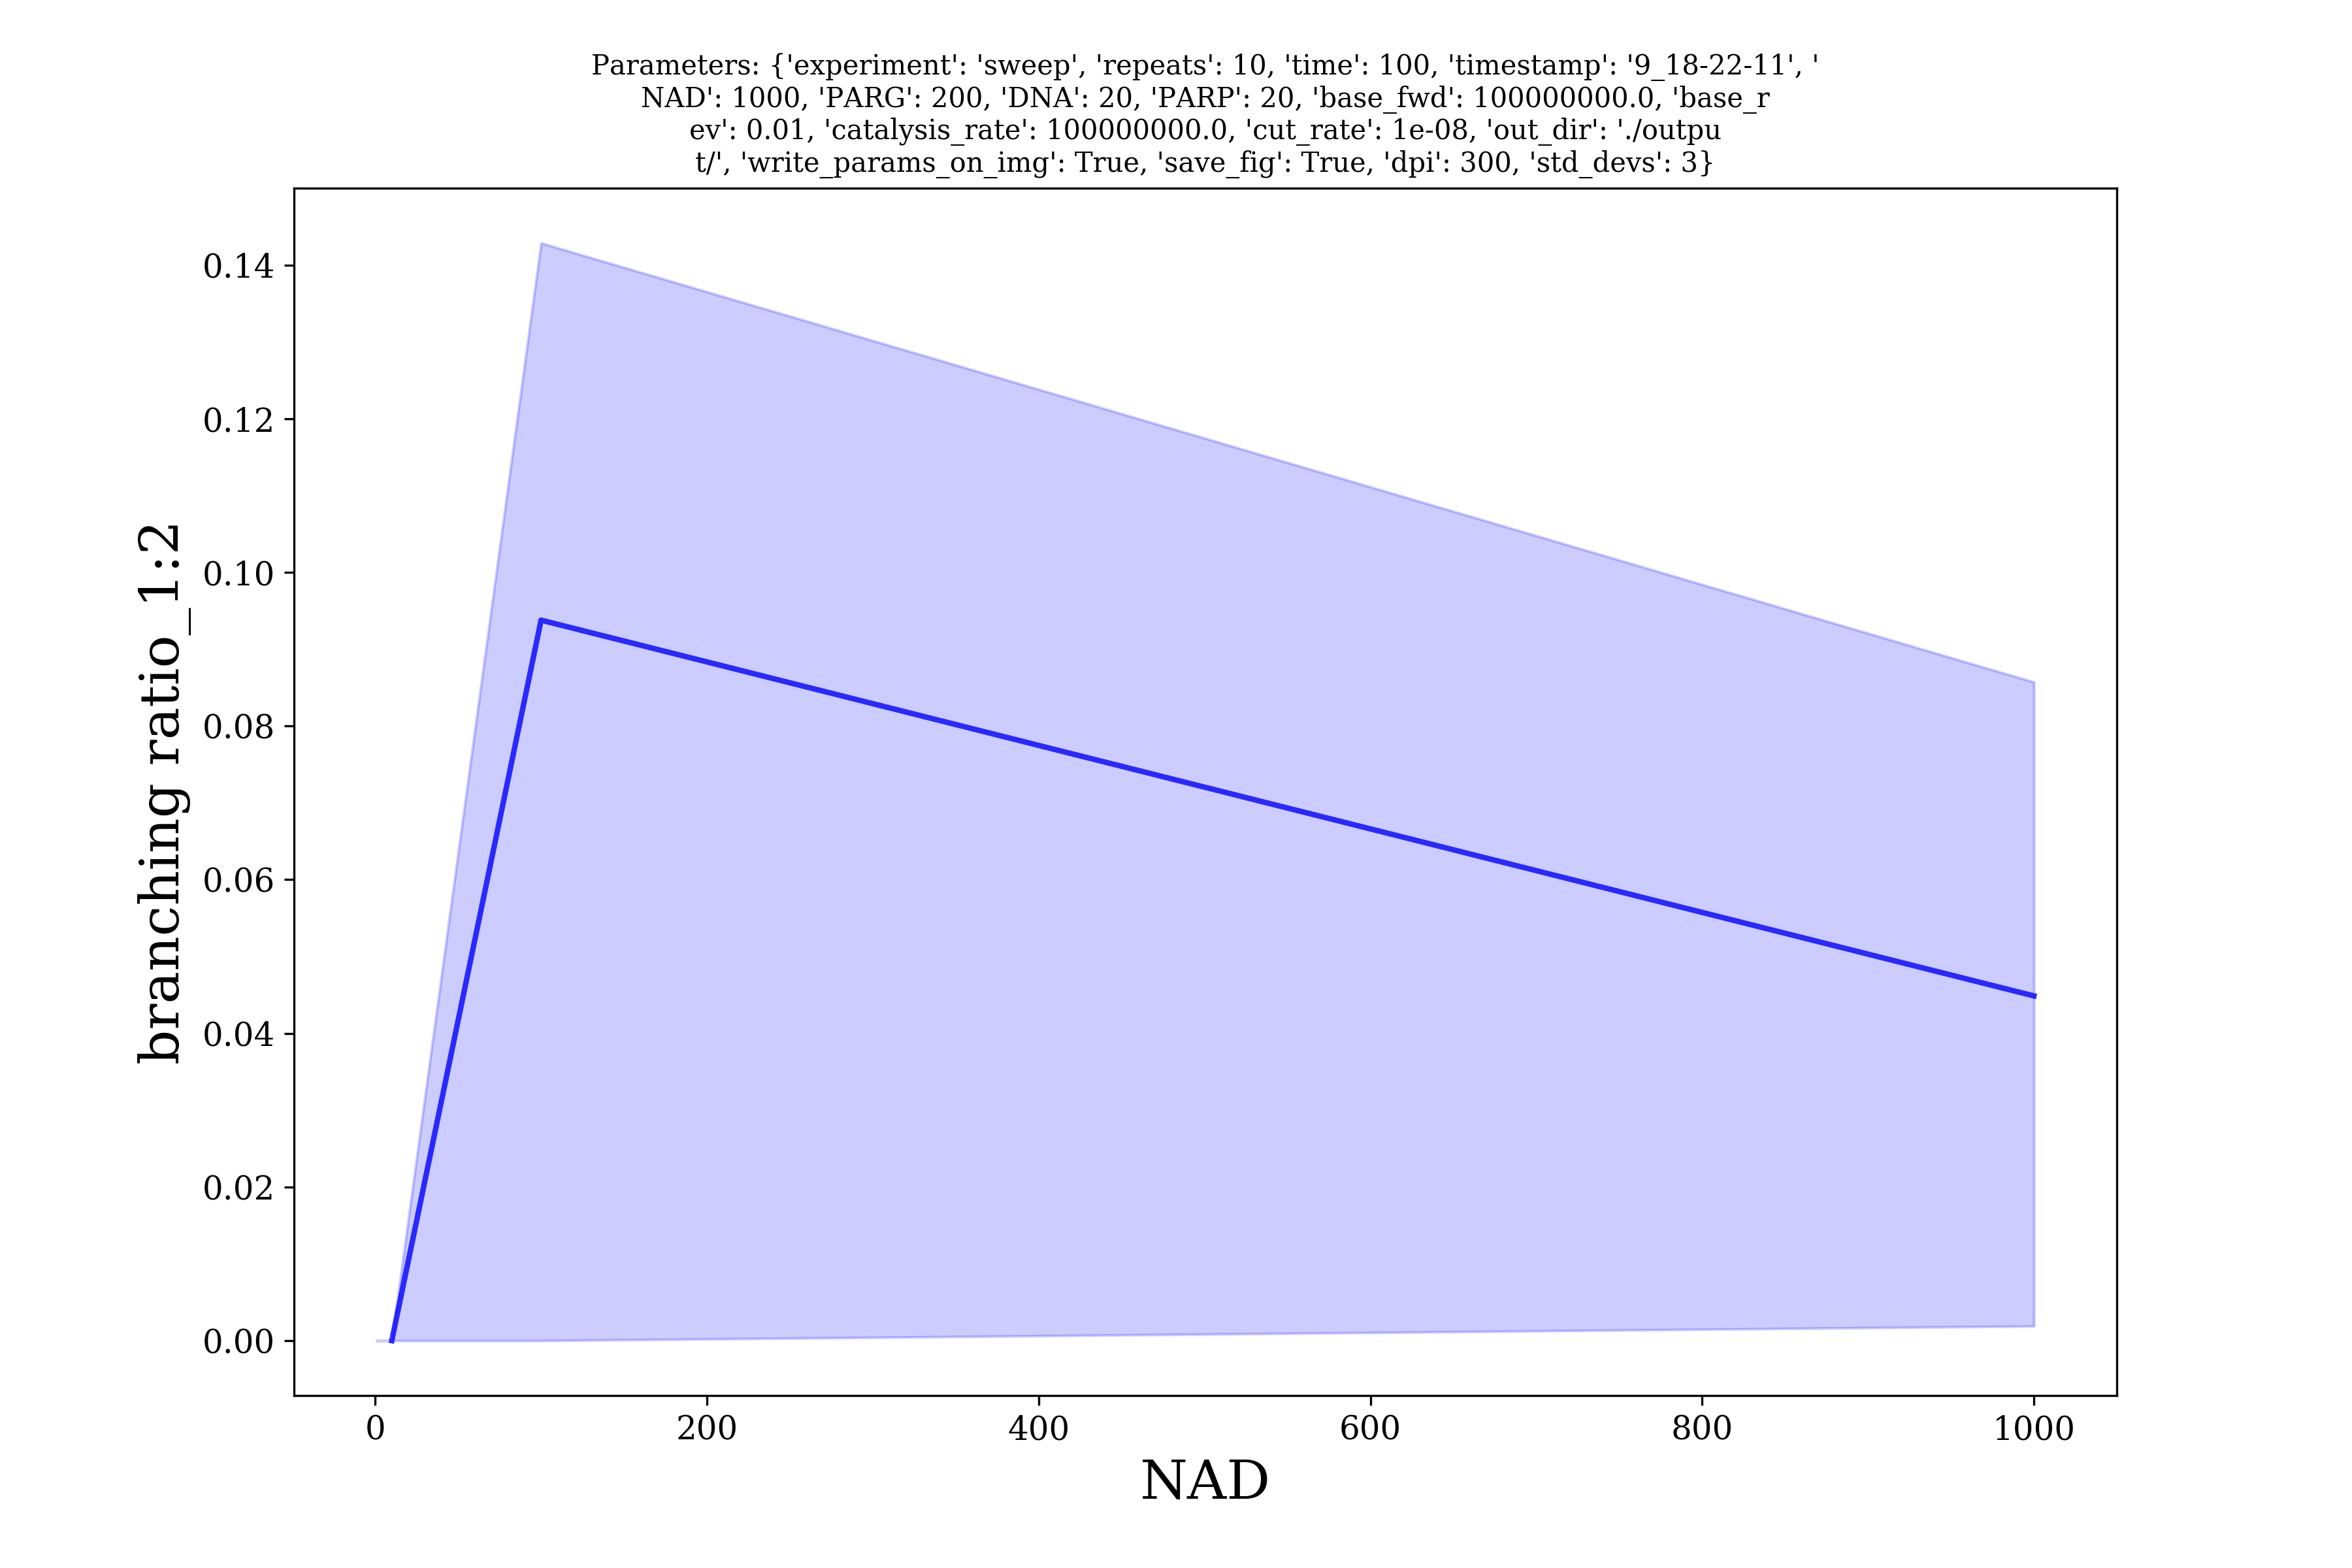 Parameters: {'experiment': 'sweep', 'repeats': 10, 'time': 100, 'timestamp': '9_18-22-11', '
NAD': 1000, 'PARG': 200, 'DNA': 20, 'PARP': 20, 'base_fwd': 100000000.0, 'base_r
ev': 0.01, 'catalysis_rate': 100000000.0, 'cut_rate': 1e-08, 'out_dir': './outpu
t/', 'write_params_on_img': True, 'save_fig': True, 'dpi': 300, 'std_devs': 3}
branching ratio_1:2
0.14
0.12
0.10
0.08
0.06
0.04
0.02
0.00
0
200
400
600
800
1000
NAD